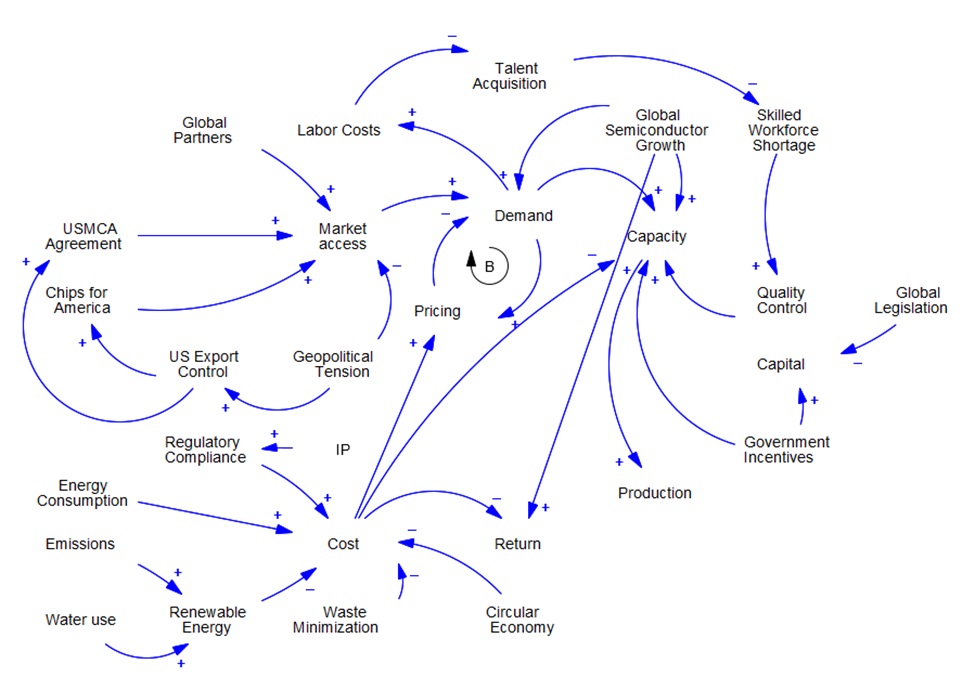 Talent
Acquisition
Global
Partners
Labor Costs
Global
Semiconductor
Growth
Skilled
Workforce
Shortage
USMCA
Agreement
Market
access
Demand
Capacity
B
Chips for
America
Pricing
Quality
Control
Global
Legislation
US Export
Control
Geopolitical
Tension
Capital
Regulatory
Compliance
IP
Government
Incentives
Energy
Consumption
Production
Emissions
Cost
Return
Water use
Renewable
Energy
Waste
Minimization
Circular
Economy